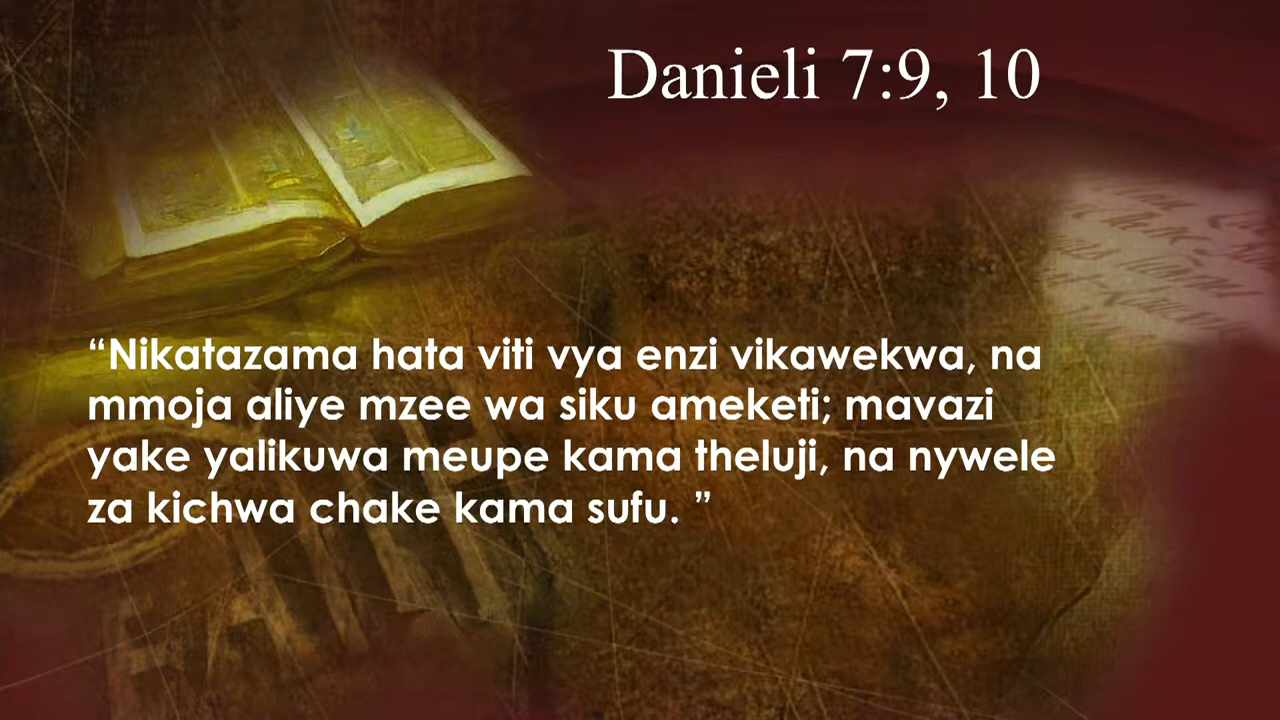 Danieli 7:9, 10
“Nikatazama hata viti vya enzi vikawekwa, na
mmoja aliye mzee wa siku ameketi; mavazi
yake yalikuwa meupe kama theluji, na nywele
za kichwa chake kama sufu. ”